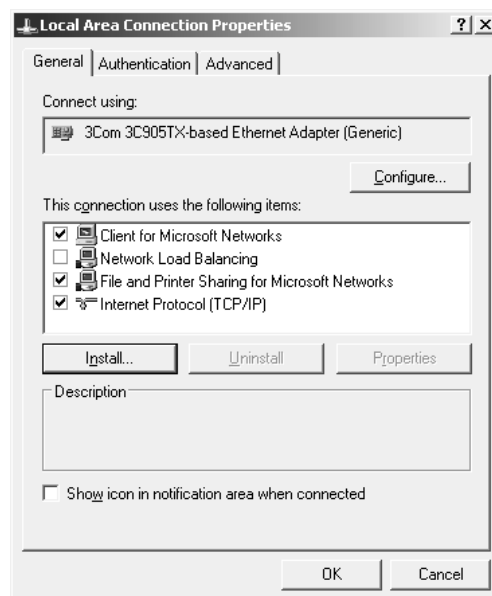 Local Area Connection Properties
General Authentication Advanced
Connect using:
3Com 3C905TX-based Ethernet Adapter (Generic)
Configure...
This connection uses the following items:
Client for Microsoft Networks
Network Load Balancing
File and Printer Sharing for Microsoft Networks
Internet Protocol (TCP/IP)
Install... Uninstall Properties
Description
Show icon in notification area when connected
OK Cancel